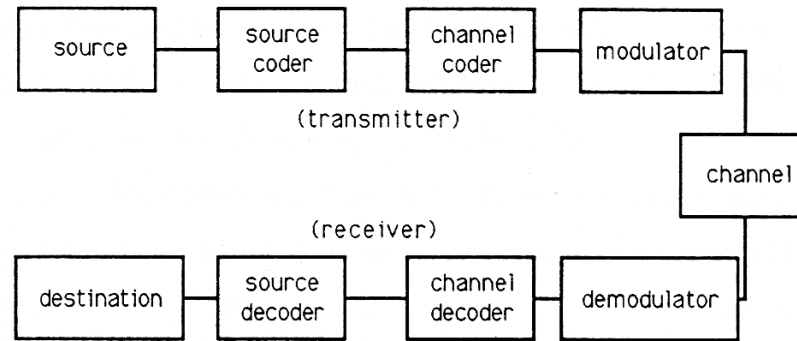 source
source
coder
channel
coder
modulator
(transmitter)
channel
(receiver)
destination
source
decoder
channel
decoder
demodulator